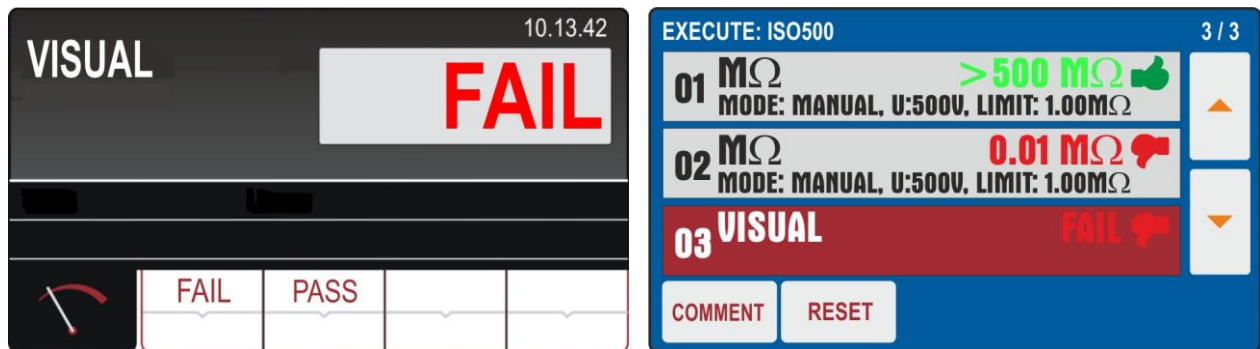 10.13.42
VISUAL
FAIL
FAIL PASS
EXECUTE: ISO500 3 / 3
01 MΩ >500 MΩ
MODE: MANUAL, U:500V, LIMIT: 1.00MΩ
02 MΩ 0.01 MΩ
MODE: MANUAL, U:500V, LIMIT: 1.00MΩ
03 VISUAL FAIL
COMMENT RESET